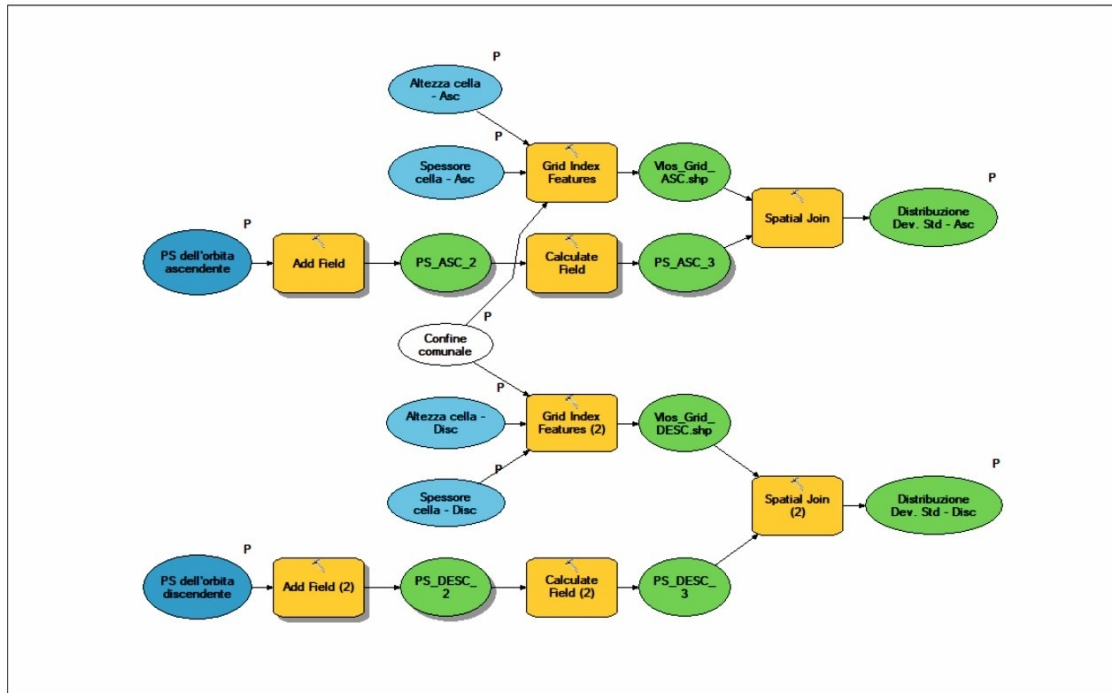 P
Altezza cella
- Asc
P
Spessore
cella - Asc
Grid Index
Features
Vlos_Grid_
ASC.shp
P
Spatial Join
Distribuzione
Dev. Std - Asc
P
PS dell'orbita
ascendente
Add Field
PS_ASC_2
Calculate
Field
PS_ASC_3
P
Confine
comunale
P
Altezza cella -
Disc
Grid Index
Features (2)
Vlos_Grid_
DESC.shp
P
Spessore
cella - Disc
Spatial Join
(2)
P
Distribuzione
Dev. Std - Disc
P
PS dell'orbita
discendente
Add Field (2)
PS_DESC_
2
Calculate
Field (2)
PS_DESC_
3